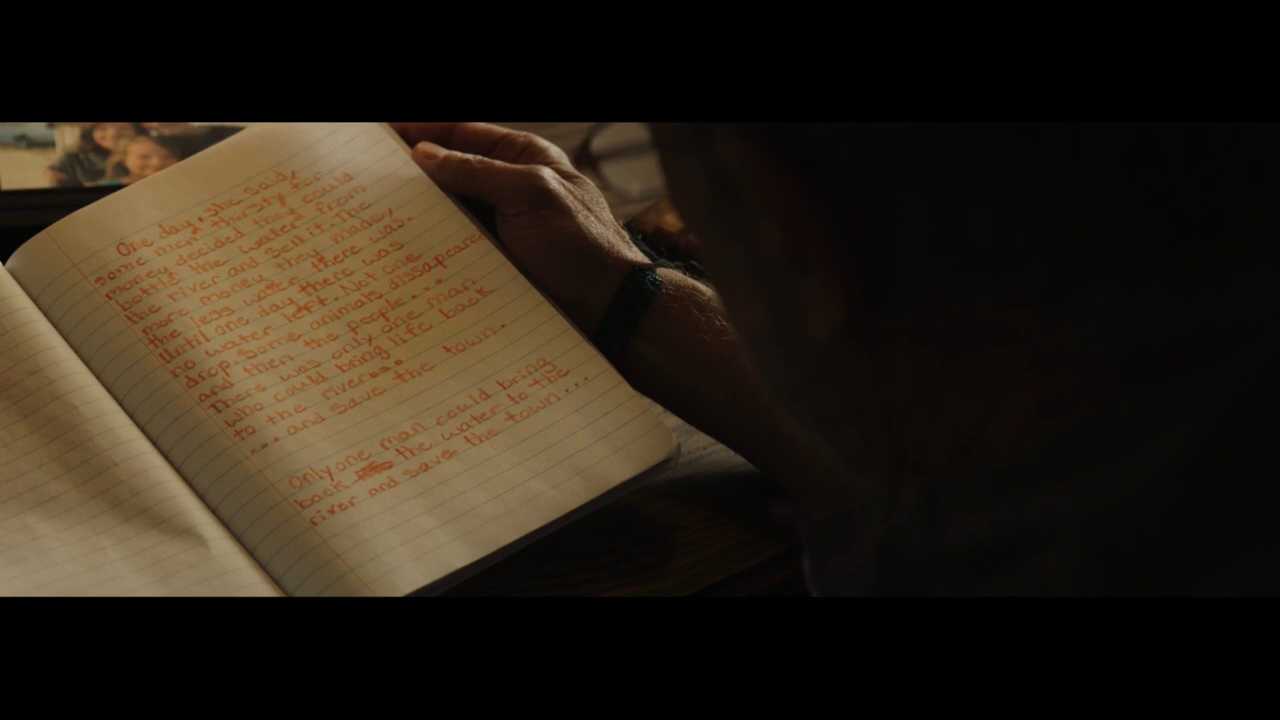 One day, she said,
some men thirsty for
money decided they could
bottle the water from
the river and sell it. The
more money they made,
the less water there was.
Until one day there was
no water left. Not one
drop. Some animals dissapeared
and then the people...
There was only one man
who could bring life back
to the river...
...and save the town.
only one man could bring
back the water to the
river and save the town...